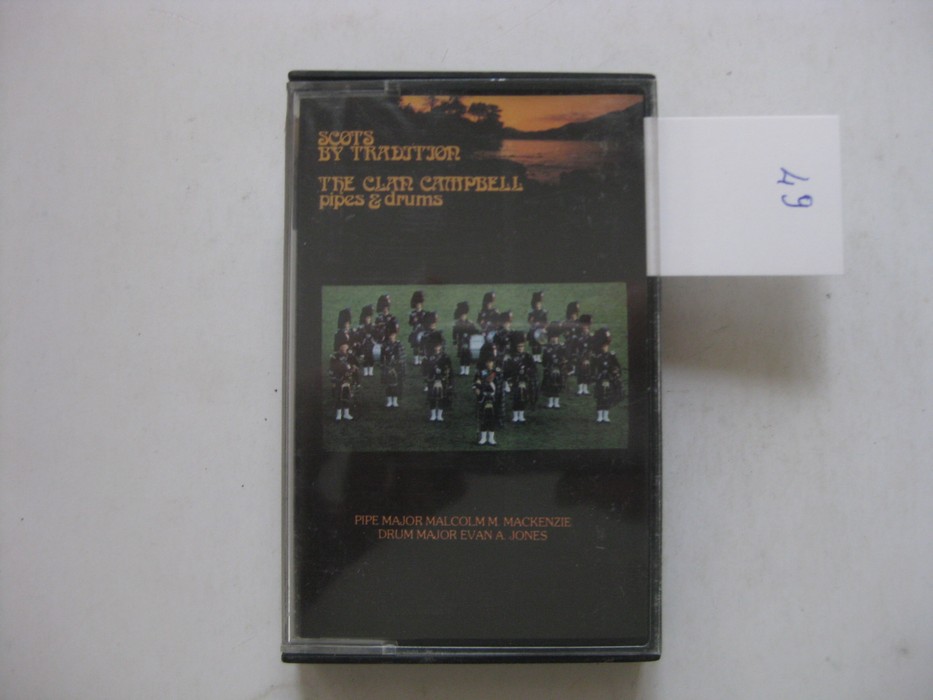 SCOTS
BY TRADITION
THE CLAN CAMPBELL
pipes & drums
49
PIPE MAJOR MALCOLM M. MACKENZIE
DRUM MAJOR EVAN A. JONES